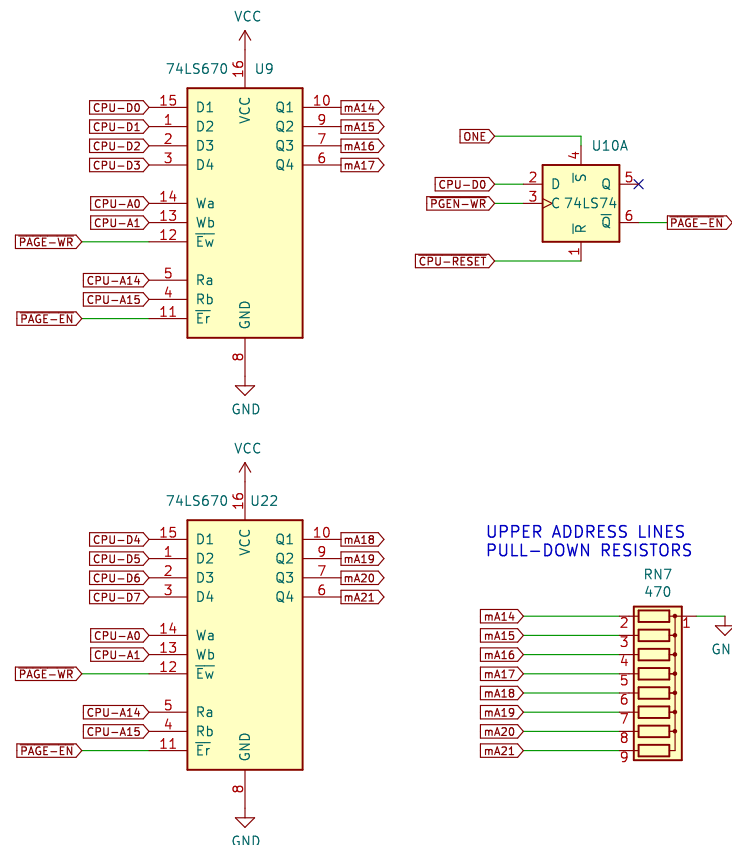 VCC
74LS670 U9
16
VCC
CPU-D0 15 D1 Q1 10 mA14
CPU-D1 1 D2 Q2 9 mA15
CPU-D2 2 D3 Q3 7 mA16
CPU-D3 3 D4 Q4 6 mA17
CPU-A0 14 Wa
CPU-A1 13 Wb
PAGE-WR 12 Ew
CPU-A14 5 Ra
CPU-A15 4 Rb
PAGE-EN 11 Er
GND
8
GND
ONE
4
U10A
S
CPU-D0 2 D Q 5
PGEN-WR 3 C 74LS74
Q 6 PAGE-EN
R
1
CPU-RESET
VCC
74LS670 U22
16
VCC
CPU-D4 15 D1 Q1 10 mA18
CPU-D5 1 D2 Q2 9 mA19
CPU-D6 2 D3 Q3 7 mA20
CPU-D7 3 D4 Q4 6 mA21
CPU-A0 14 Wa
CPU-A1 13 Wb
PAGE-WR 12 Ew
CPU-A14 5 Ra
CPU-A15 4 Rb
PAGE-EN 11 Er
GND
8
GND
UPPER ADDRESS LINES
PULL-DOWN RESISTORS
RN7
470
mA14 2 1
mA15 3
mA16 4
mA17 5
mA18 6
mA19 7
mA20 8
mA21 9
GN